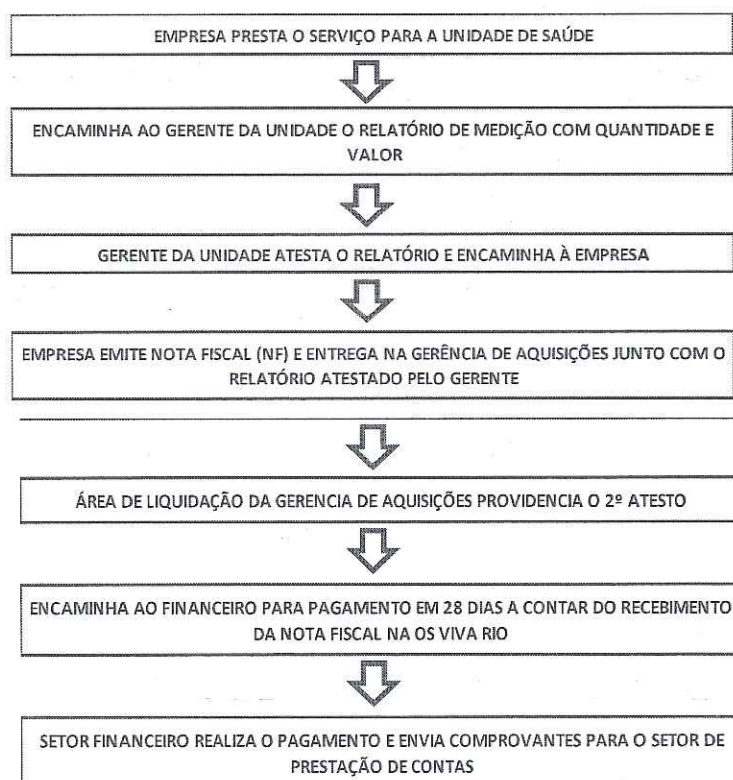 EMPRESA PRESTA O SERVIÇO PARA A UNIDADE DE SAÚDE
ENCAMINHA AO GERENTE DA UNIDADE O RELATÓRIO DE MEDIÇÃO COM QUANTIDADE E
VALOR
GERENTE DA UNIDADE ATESTA O RELATÓRIO E ENCAMINHA À EMPRESA
EMPRESA EMITE NOTA FISCAL (NF) E ENTREGA NA GERÊNCIA DE AQUISIÇÕES JUNTO COM O
RELATÓRIO ATESTADO PELO GERENTE
ÁREA DE LIQUIDAÇÃO DA GERENCIA DE AQUISIÇÕES PROVIDENCIA O 2º ATESTO
ENCAMINHA AO FINANCEIRO PARA PAGAMENTO EM 28 DIAS A CONTAR DO RECEBIMENTO
DA NOTA FISCAL NA OS VIVA RIO
SETOR FINANCEIRO REALIZA O PAGAMENTO E ENVIA COMPROVANTES PARA O SETOR DE
PRESTAÇÃO DE CONTAS